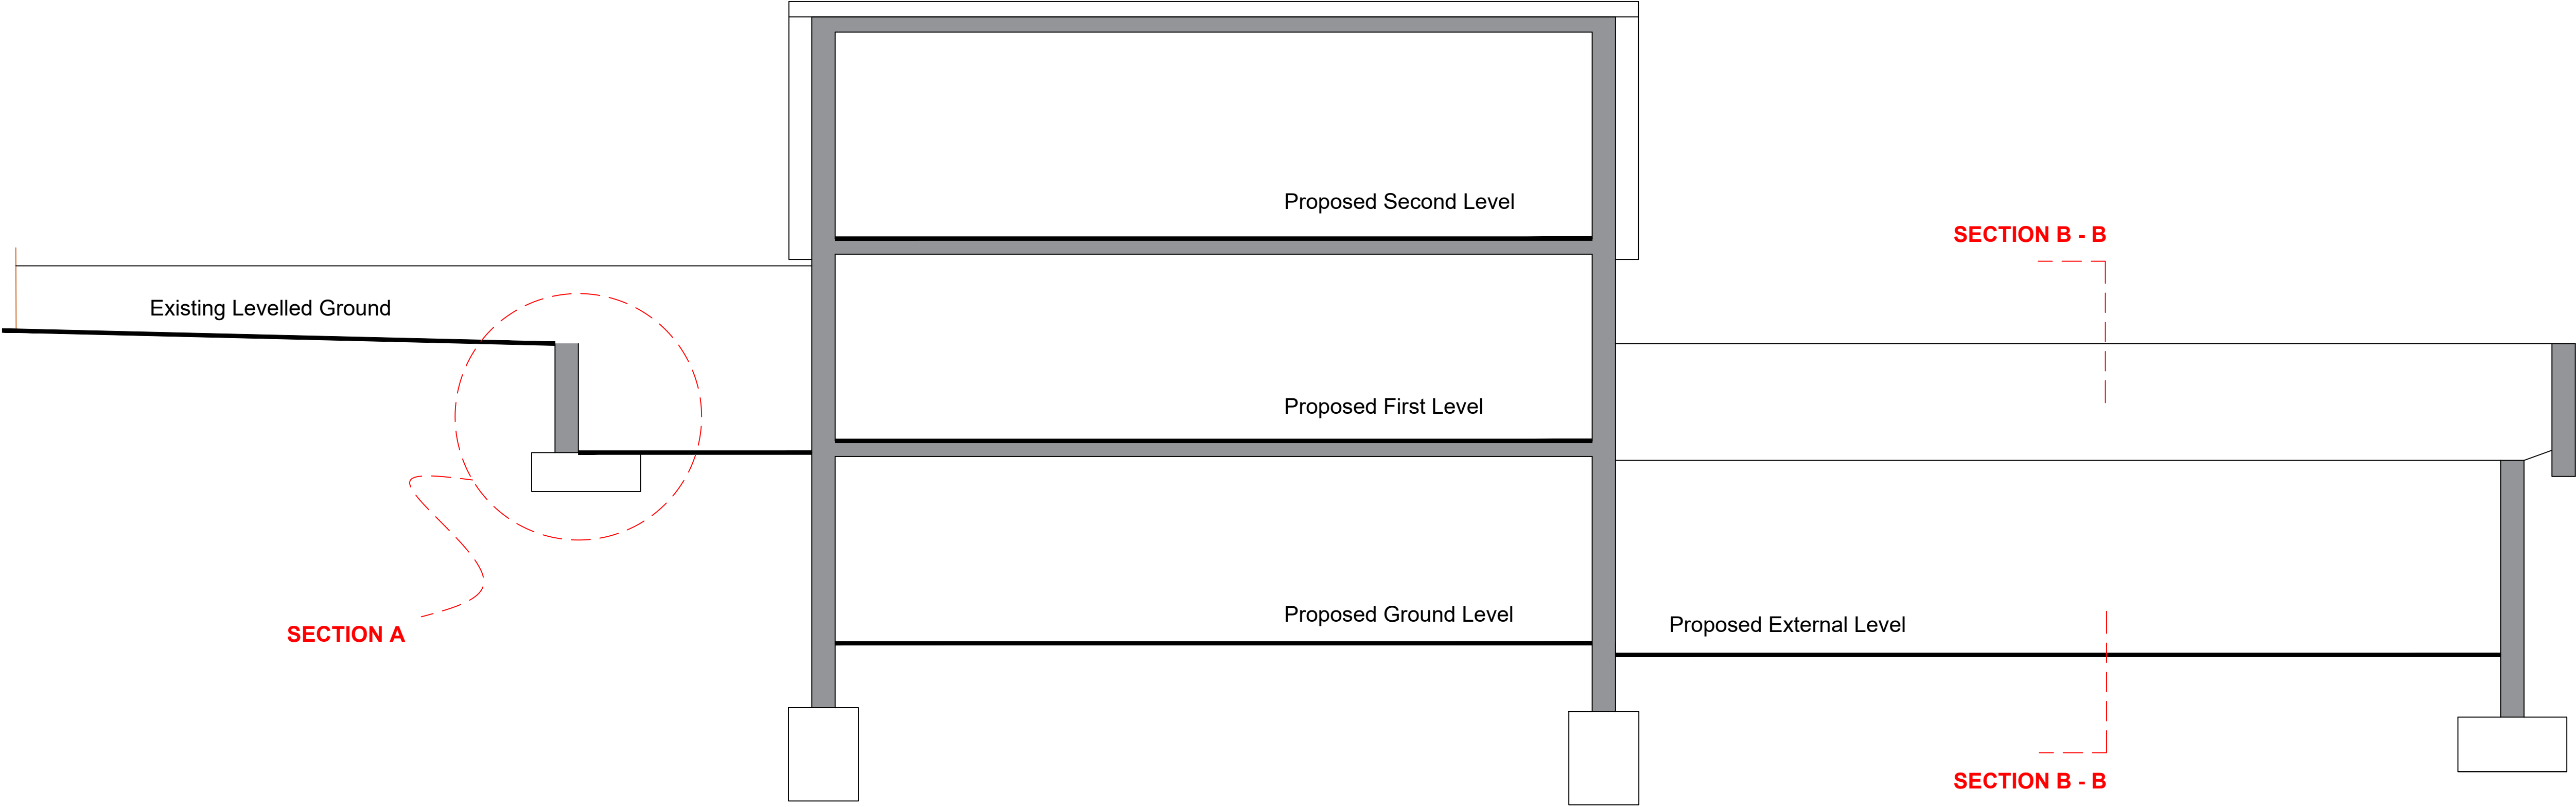 Proposed Second Level
SECTION B - B
Existing Levelled Ground
Proposed First Level
Proposed Ground Level
Proposed External Level
SECTION A
SECTION B - B